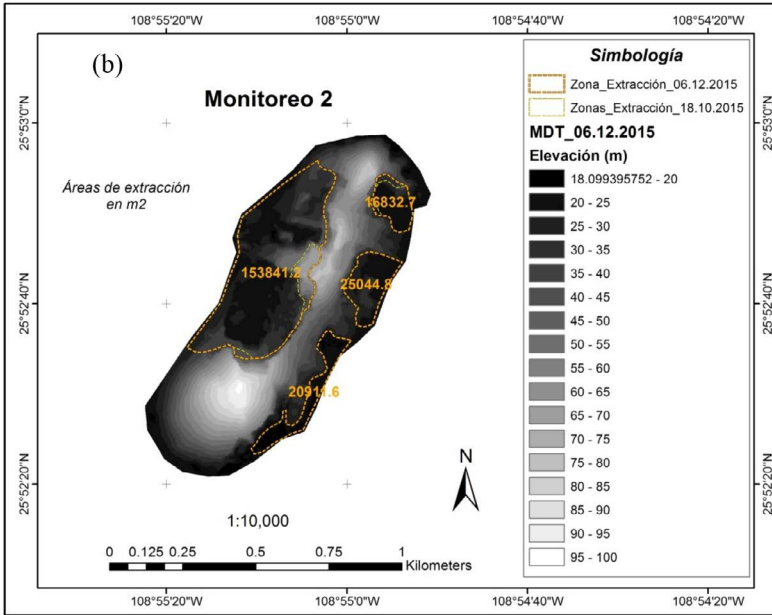 108°55'20"W 108°55'0"W 108°54'40"W 108°54'20"W
(b)
Monitoreo 2
Áreas de extracción
en m2
25°53'0"N
25°52'40"N
25°52'20"N
16832.7
153841.2
25044.8
20911.6
N
1:10,000
0 0.125 0.25 0.5 0.75 1
Kilometers
Simbología
Zona_Extracción_06.12.2015
Zonas_Extracción_18.10.2015
MDT_06.12.2015
Elevación (m)
18.099395752 - 20
20 - 25
25 - 30
30 - 35
35 - 40
40 - 45
45 - 50
50 - 55
55 - 60
60 - 65
65 - 70
70 - 75
75 - 80
80 - 85
85 - 90
90 - 95
95 - 100
25°53'0"N
25°52'40"N
25°52'20"N
108°55'20"W 108°55'0"W 108°54'40"W 108°54'20"W